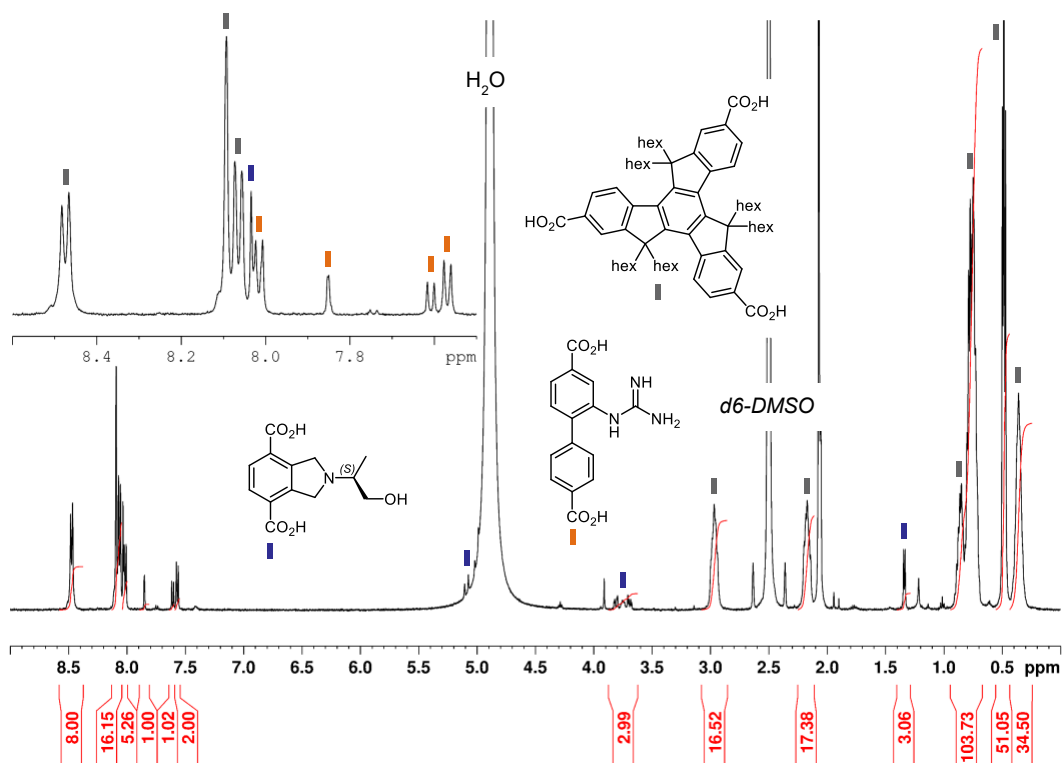 H2O
CO2H
hex
hex
HO2C
hex
hex
hex
hex
CO2H
8.4
8.2
8.0
7.8
ppm
CO2H
NH
N
H
NH2
CO2H
d6-DMSO
CO2H
(S)
N
OH
CO2H
8.5
8.0
7.5
7.0
6.5
6.0
5.5
5.0
4.5
4.0
3.5
3.0
2.5
2.0
1.5
1.0
0.5
ppm
8.00
16.15
5.26
1.00
1.02
2.00
2.99
16.52
17.38
3.06
103.73
51.05
34.50